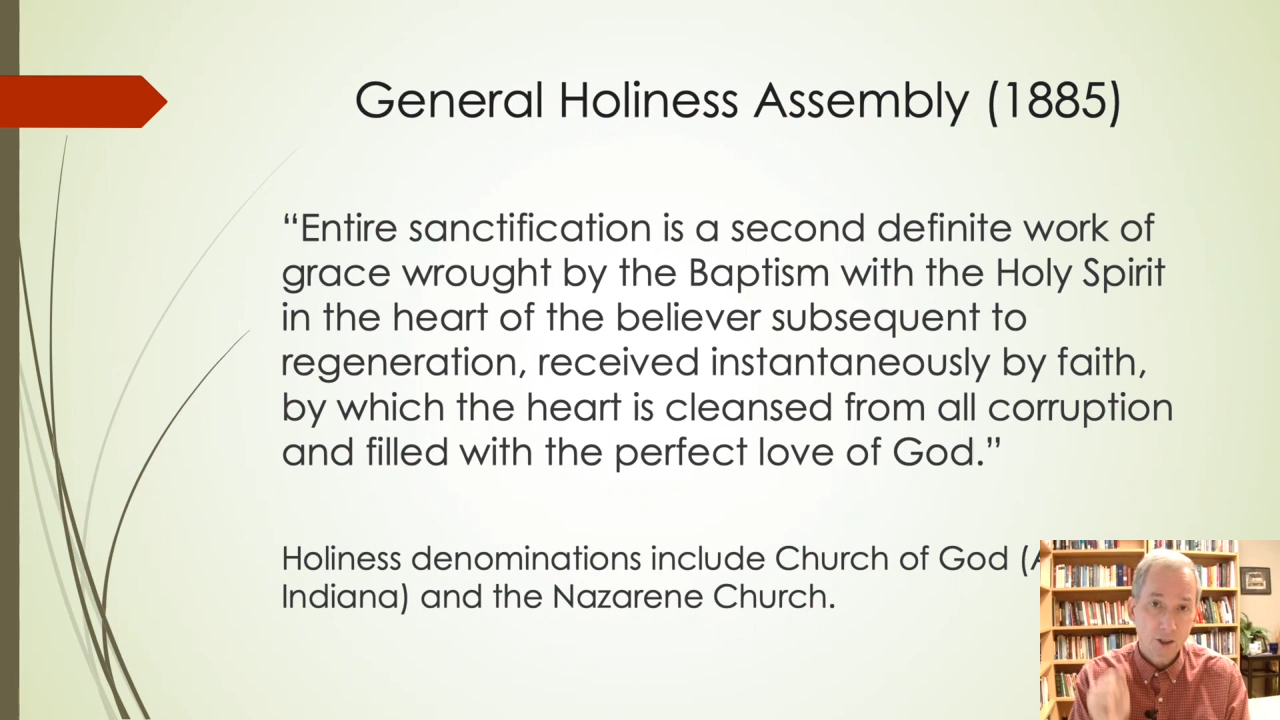 General Holiness Assembly (1885)
“Entire sanctification is a second definite work of
grace wrought by the Baptism with the Holy Spirit
in the heart of the believer subsequent to
regeneration, received instantaneously by faith,
by which the heart is cleansed from all corruption
and filled with the perfect love of God.”
Holiness denominations include Church of God
Indiana) and the Nazarene Church.